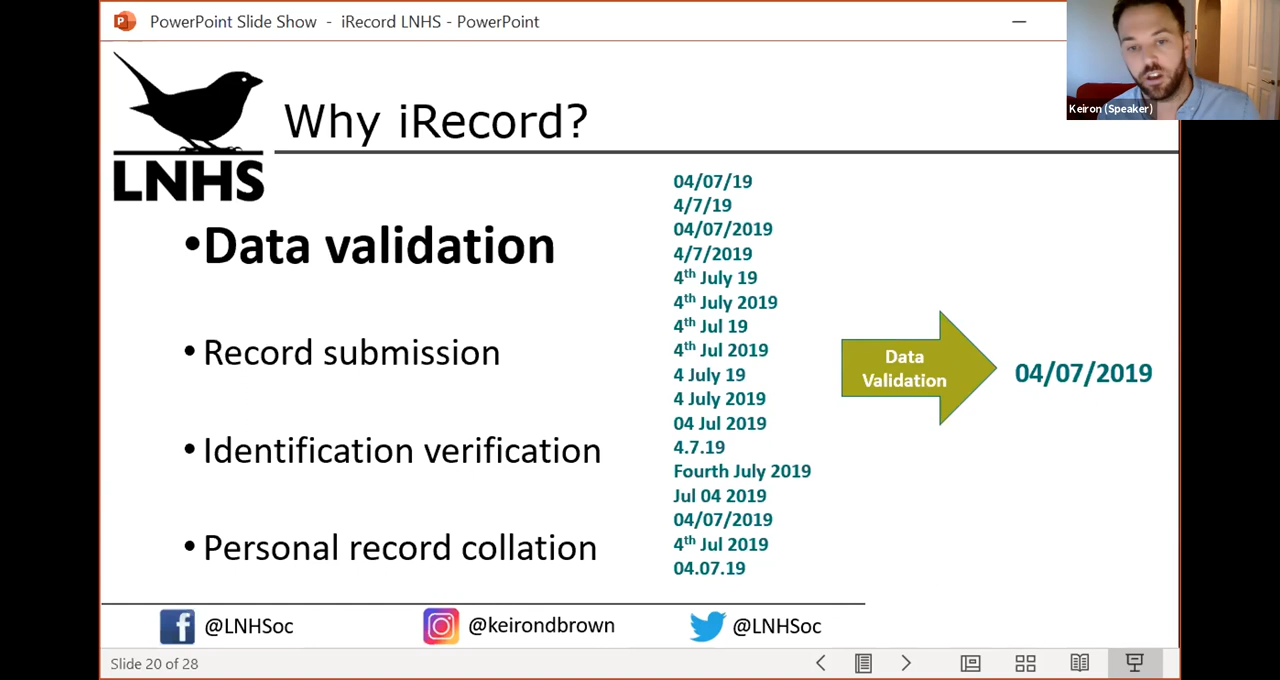 PowerPoint Slide Show - iRecord LNHS - PowerPoint
Keiron (Speaker)
LNHS
Why iRecord?
•Data validation
• Record submission
• Identification verification
• Personal record collation
04/07/19
4/7/19
04/07/2019
4/7/2019
4th July 19
4th July 2019
4th Jul 19
4th Jul 2019
4 July 19
4 July 2019
04 Jul 2019
4.7.19
Fourth July 2019
Jul 04 2019
04/07/2019
4th Jul 2019
04.07.19
Data
Validation
04/07/2019
@LNHSoc
@keirondbrown
@LNHSoc
Slide 20 of 28